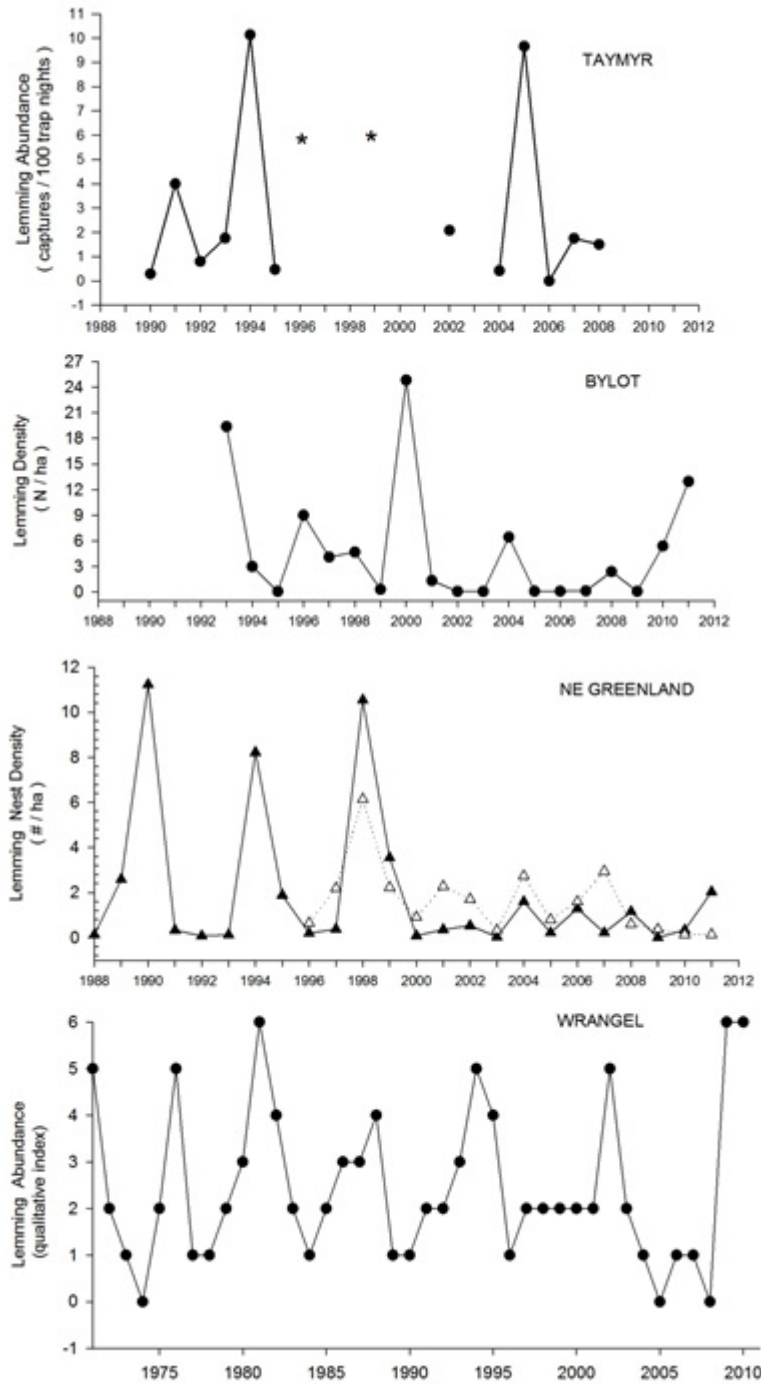 TAYMYR
Lemming Abundance
( captures / 100 trap nights )
11
10
9
8
7
6
5
4
3
2
1
0
-1
* *
1988 1990 1992 1994 1996 1998 2000 2002 2004 2006 2008 2010 2012
BYLOT
Lemming Density
( N / ha )
27
24
21
18
15
12
9
6
3
0
1988 1990 1992 1994 1996 1998 2000 2002 2004 2006 2008 2010 2012
NE GREENLAND
Lemming Nest Density
( # / ha )
12
10
8
6
4
2
0
1988 1990 1992 1994 1996 1998 2000 2002 2004 2006 2008 2010 2012
WRANGEL
Lemming Abundance
(qualitative index)
6
5
4
3
2
1
0
-1
1975 1980 1985 1990 1995 2000 2005 2010